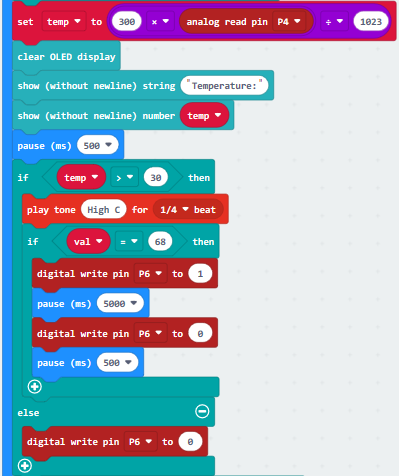 set temp to 300 × analog read pin P4 ÷ 1023
clear OLED display
show (without newline) string "Temperature:"
show (without newline) number temp
pause (ms) 500
if temp > 30 then
play tone High C for 1/4 beat
if val = 68 then
digital write pin P6 to 1
pause (ms) 5000
digital write pin P6 to 0
pause (ms) 500
else
digital write pin P6 to 0